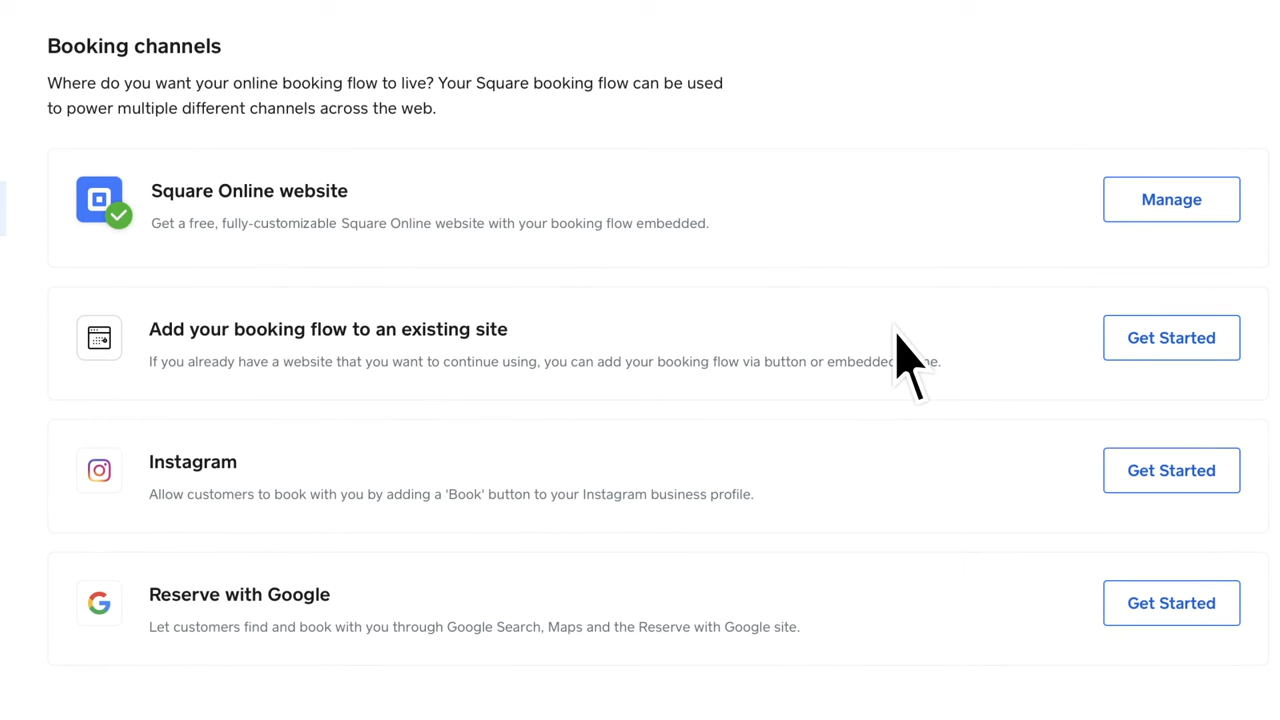 Booking channels
Where do you want your online booking flow to live? Your Square booking flow can be used
to power multiple different channels across the web.
Square Online website
Get a free, fully-customizable Square Online website with your booking flow embedded.
Manage
Add your booking flow to an existing site
If you already have a website that you want to continue using, you can add your booking flow via button or
Get Started
Instagram
Allow customers to book with you by adding a 'Book' button to your Instagram business profile.
Get Started
Reserve with Google
Let customers find and book with you through Google Search, Maps and the Reserve with Google site.
Get Started